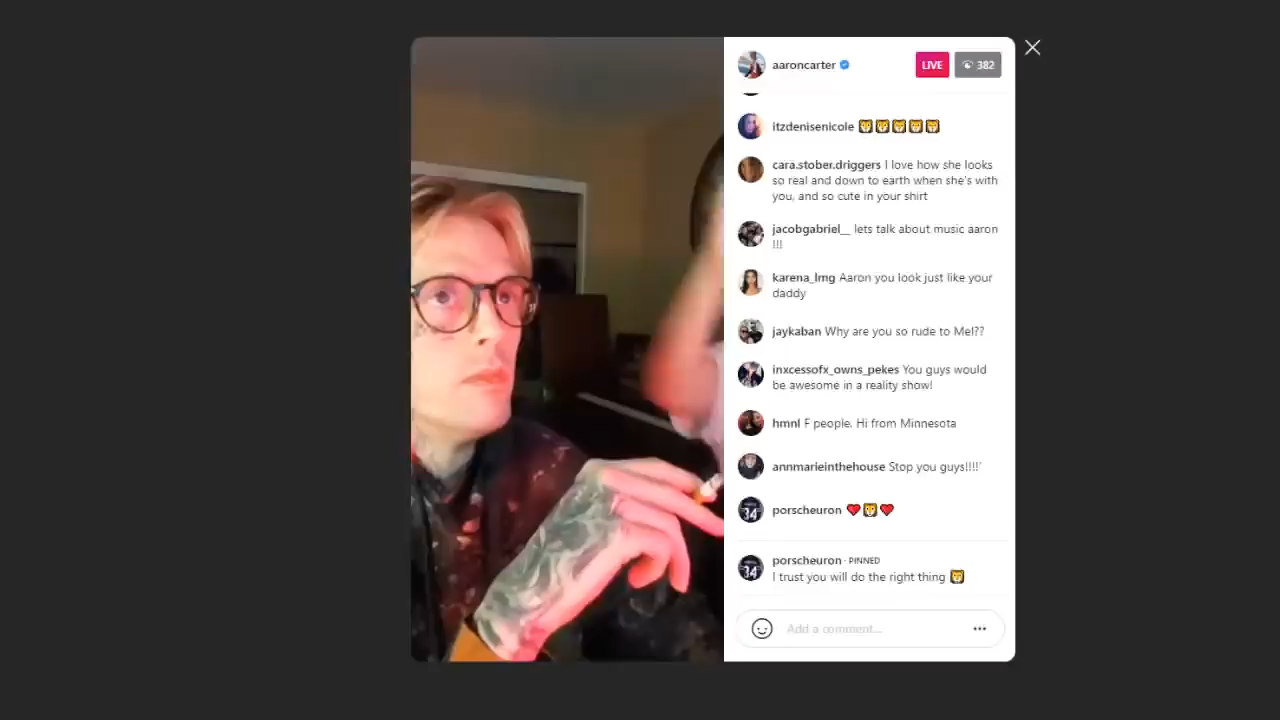 aaroncarter
LIVE
382
itzdenisenicole 🦁🦁🦁🦁🦁
cara.stober.driggers I love how she looks
so real and down to earth when she's with
you, and so cute in your shirt
jacobgabriel__ lets talk about music aaron
!!!
karena_lmg Aaron you look just like your
daddy
jaykaban Why are you so rude to Mel??
inxcessofx_owns_pekes You guys would
be awesome in a reality show!
hmnl F people. Hi from Minnesota
annmarieinthehouse Stop you guys!!!!´
porscheuron ❤️🦁❤️
porscheuron · PINNED
I trust you will do the right thing 🦁
Add a comment...